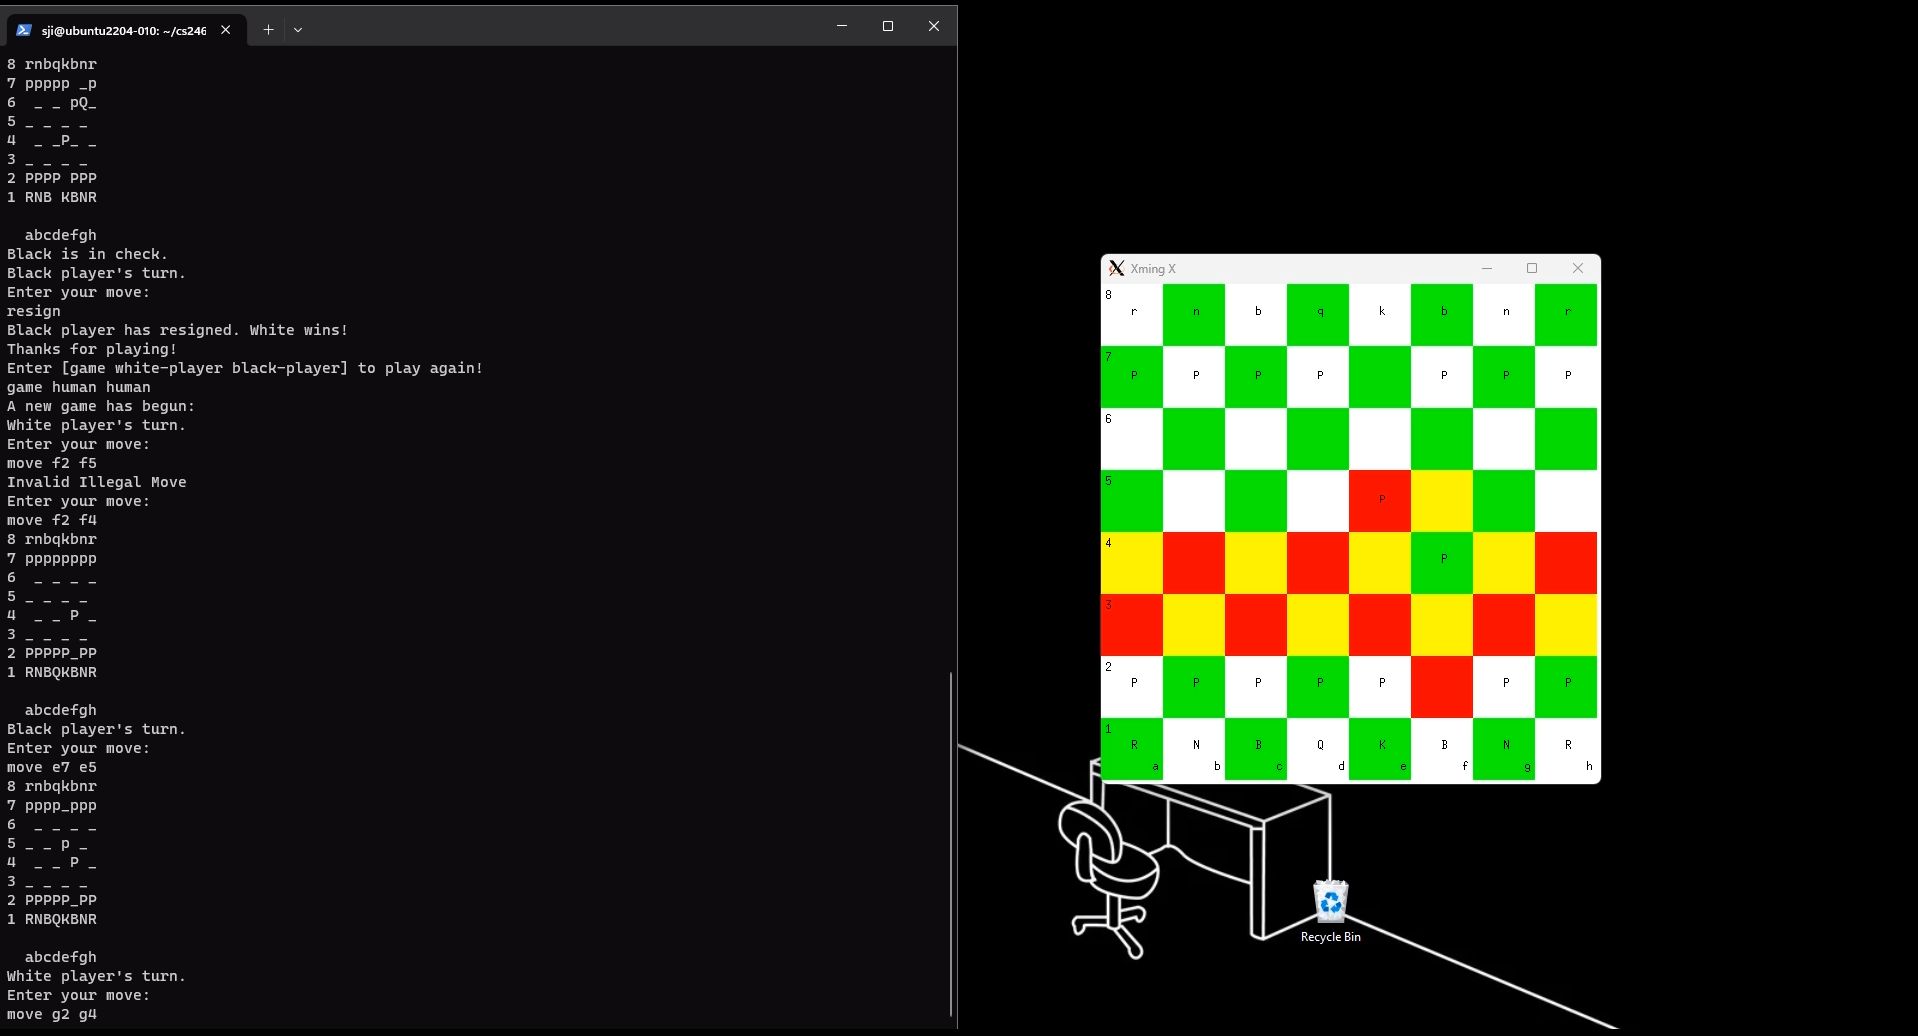 sji@ubuntu2204-010: ~/cs246
8 rnbqkbnr
7 ppppp _p
6  _ _ pQ_
5 _ _ _ _
4  _ _P_ _
3 _ _ _ _
2 PPPP PPP
1 RNB KBNR
abcdefgh
Black is in check.
Black player's turn.
Enter your move:
resign
Black player has resigned. White wins!
Thanks for playing!
Enter [game white-player black-player] to play again!
game human human
A new game has begun:
White player's turn.
Enter your move:
move f2 f5
Invalid Illegal Move
Enter your move:
move f2 f4
8 rnbqkbnr
7 pppppppp
6  _ _ _ _
5 _ _ _ _
4  _ _ P _
3 _ _ _ _
2 PPPPP_PP
1 RNBQKBNR
abcdefgh
Black player's turn.
Enter your move:
move e7 e5
8 rnbqkbnr
7 pppp_ppp
6  _ _ _ _
5 _ _ p _
4  _ _ P _
3 _ _ _ _
2 PPPPP_PP
1 RNBQKBNR
abcdefgh
White player's turn.
Enter your move:
move g2 g4
Xming X
8 r n b q k b n r
7 p p p p p p p
6
5 p
4 P
3
2 P P P P P P P
1 R N B Q K B N R
a b c d e f g h
Recycle Bin